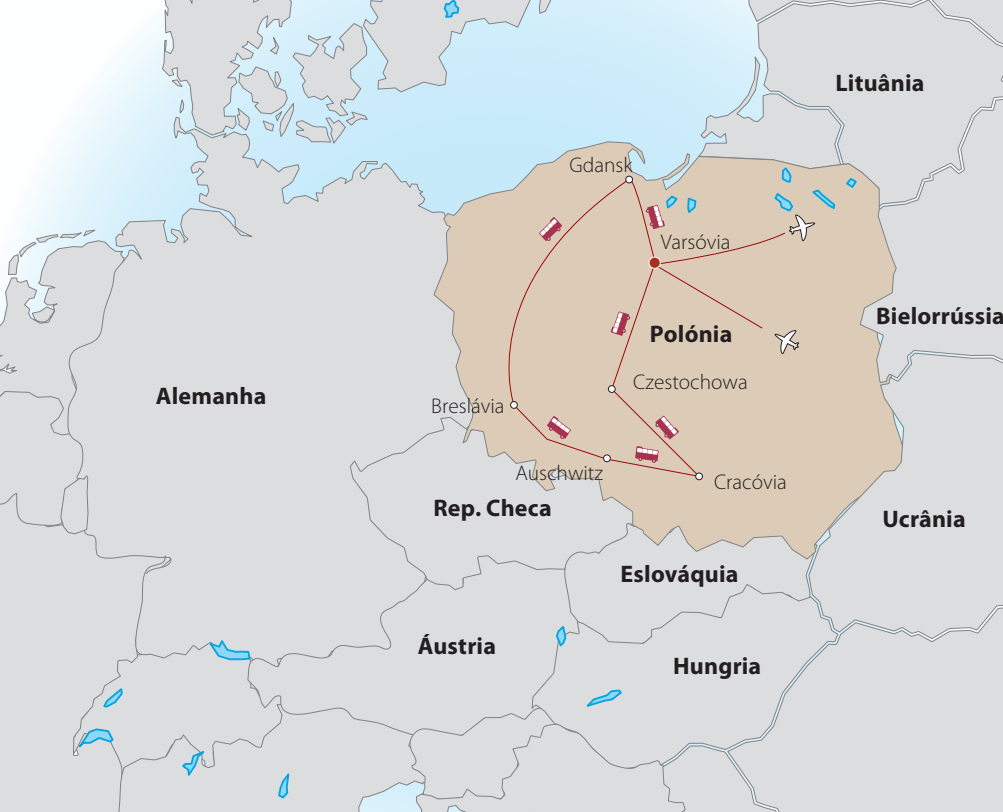 Lituânia
Gdansk
Varsóvia
Bielorrússia
Polónia
Czestochowa
Alemanha
Breslávia
Auschwitz
Cracóvia
Rep. Checa
Ucrânia
Eslováquia
Áustria
Hungria